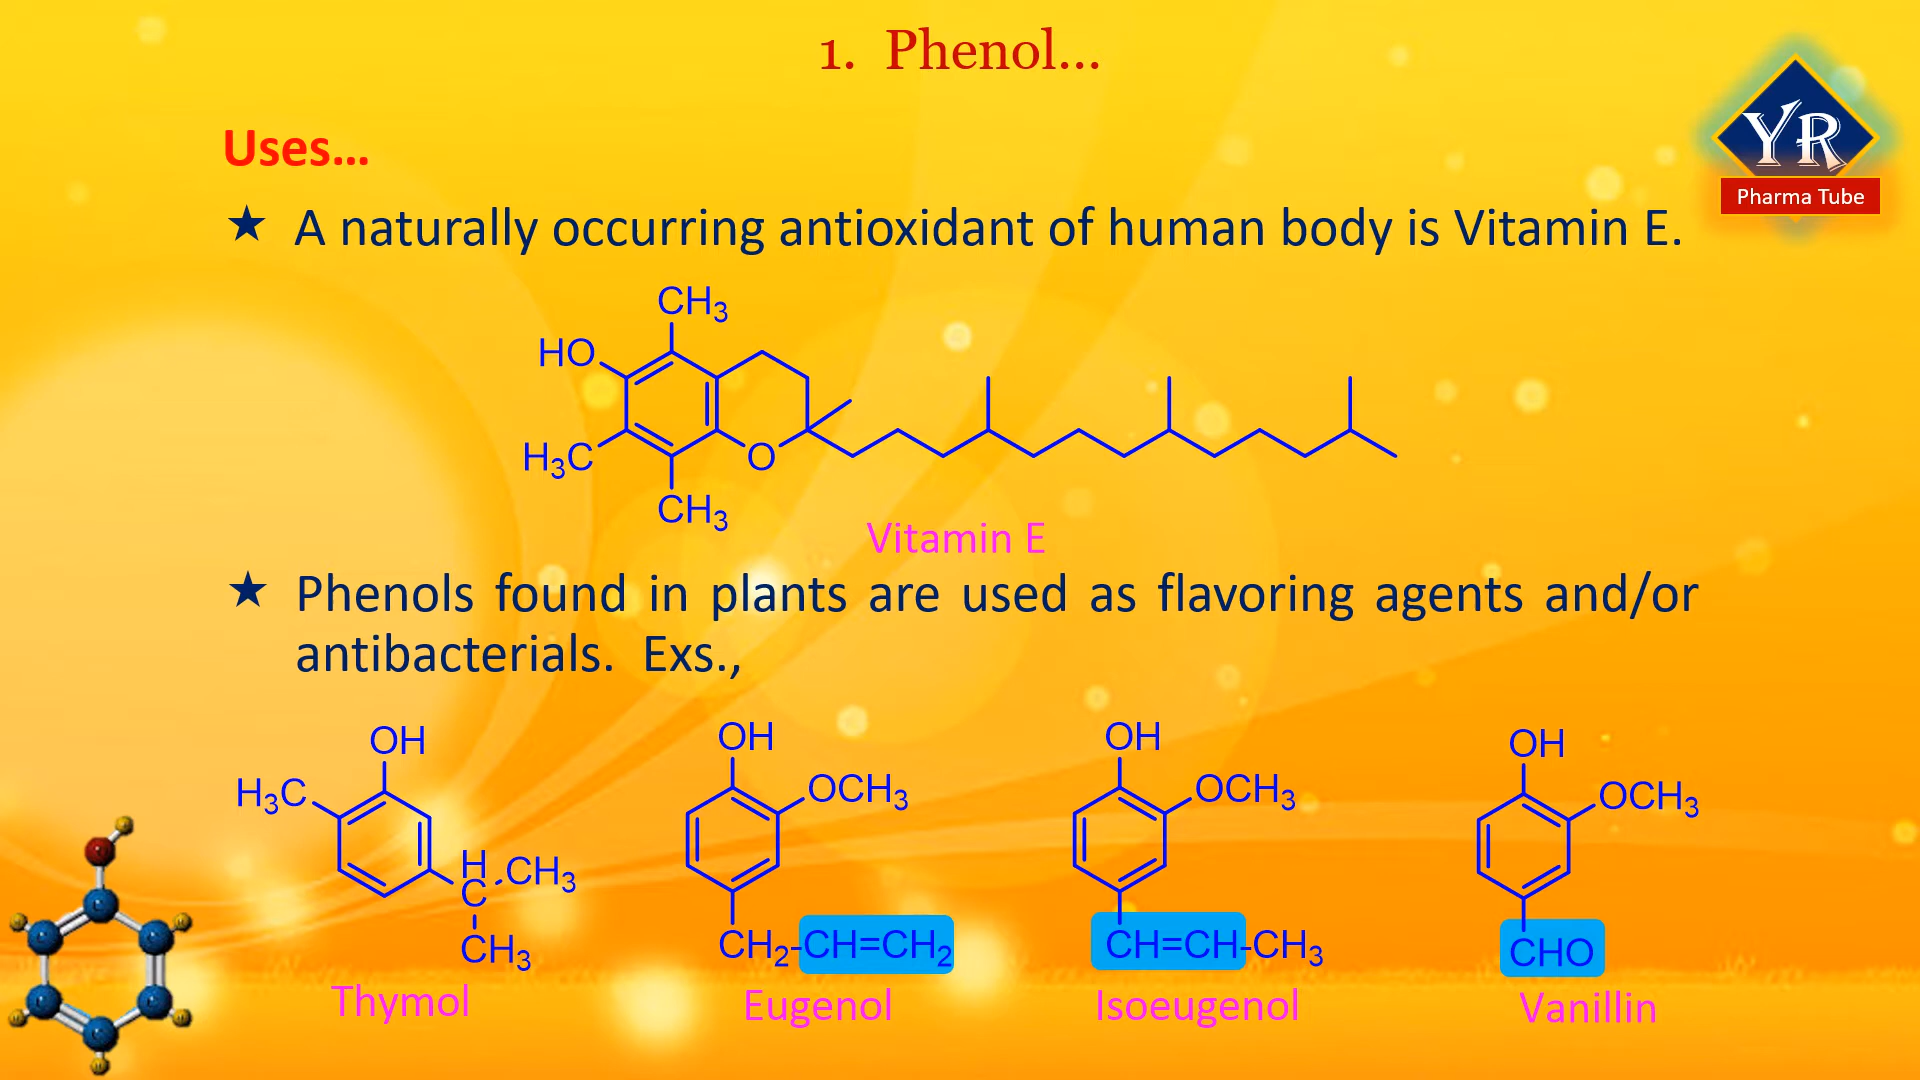 1. Phenol...
YR
Pharma Tube
Uses...
★ A naturally occurring antioxidant of human body is Vitamin E.
CH3
HO
H3C
O
CH3
Vitamin E
★ Phenols found in plants are used as flavoring agents and/or
antibacterials. Exs.,
OH
H3C
H
C
CH3
CH3
Thymol
OH
OCH3
CH2-CH=CH2
Eugenol
OH
OCH3
CH=CH-CH3
Isoeugenol
OH
OCH3
CHO
Vanillin